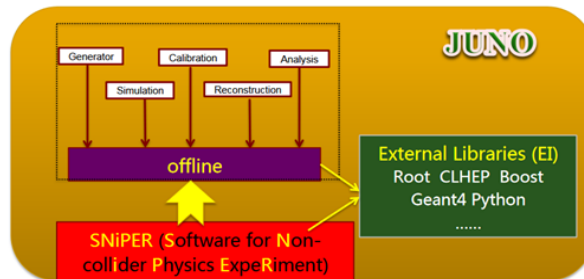 JUNO
Generator
Calibration
Analysis
Simulation
Reconstruction
offline
External Libraries (EI)
Root CLHEP Boost
Geant4 Python
......
SNiPER (Software for Non-
collider Physics ExpeRiment)